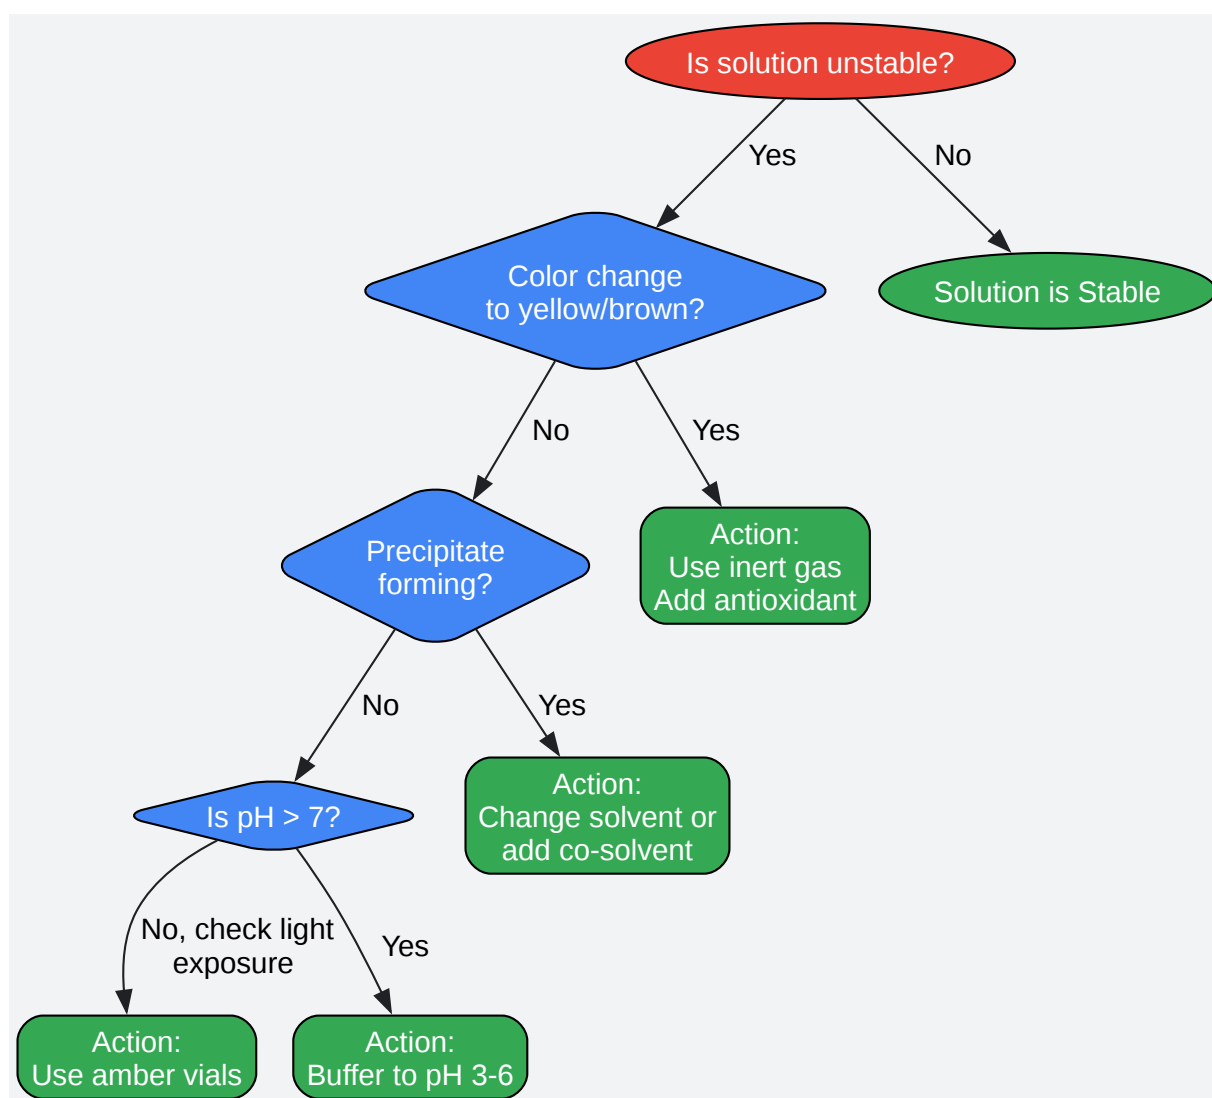 Is solution unstable?
Yes
No
Color change
to yellow/brown?
Solution is Stable
No
Yes
Precipitate
forming?
Action:
Use inert gas
Add antioxidant
No
Yes
Is pH > 7?
Action:
Change solvent or
add co-solvent
No, check light
exposure
Yes
Action:
Use amber vials
Action:
Buffer to pH 3-6